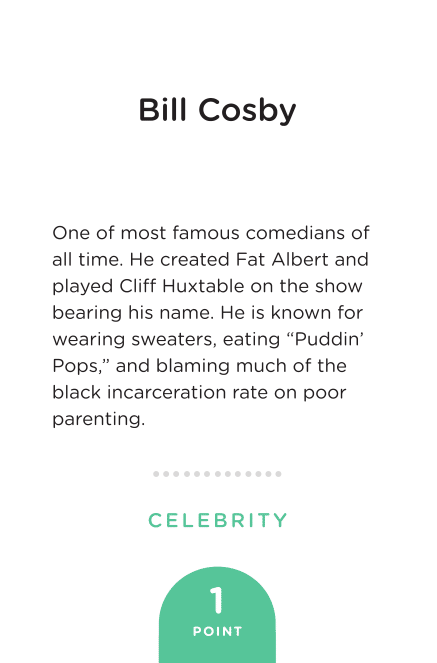 Bill Cosby
One of most famous comedians of
all time. He created Fat Albert and
played Cliff Huxtable on the show
bearing his name. He is known for
wearing sweaters, eating “Puddin’
Pops,” and blaming much of the
black incarceration rate on poor
parenting.
CELEBRITY
1
POINT